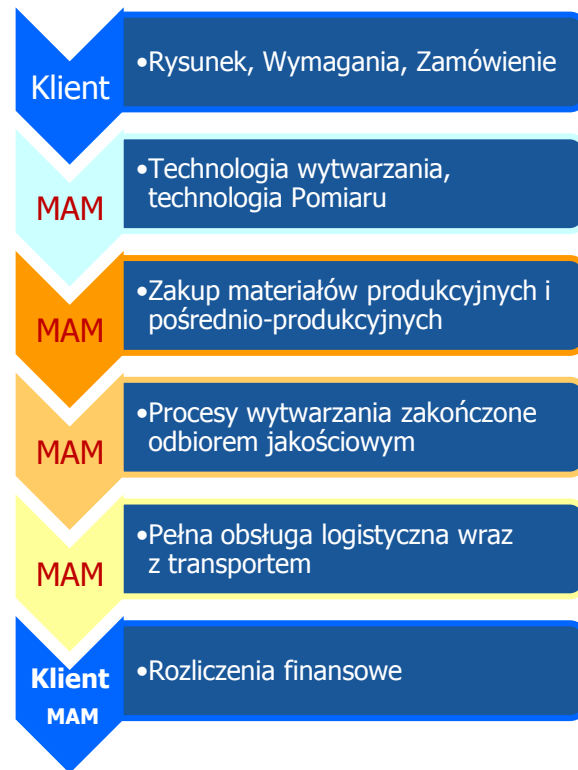 Klient
•Rysunek, Wymagania, Zamówienie
MAM
•Technologia wytwarzania,
technologia Pomiaru
MAM
•Zakup materiałów produkcyjnych i
pośrednio-produkcyjnych
MAM
•Procesy wytwarzania zakończone
odbiorem jakościowym
MAM
•Pełna obsługa logistyczna wraz
z transportem
Klient
MAM
•Rozliczenia finansowe